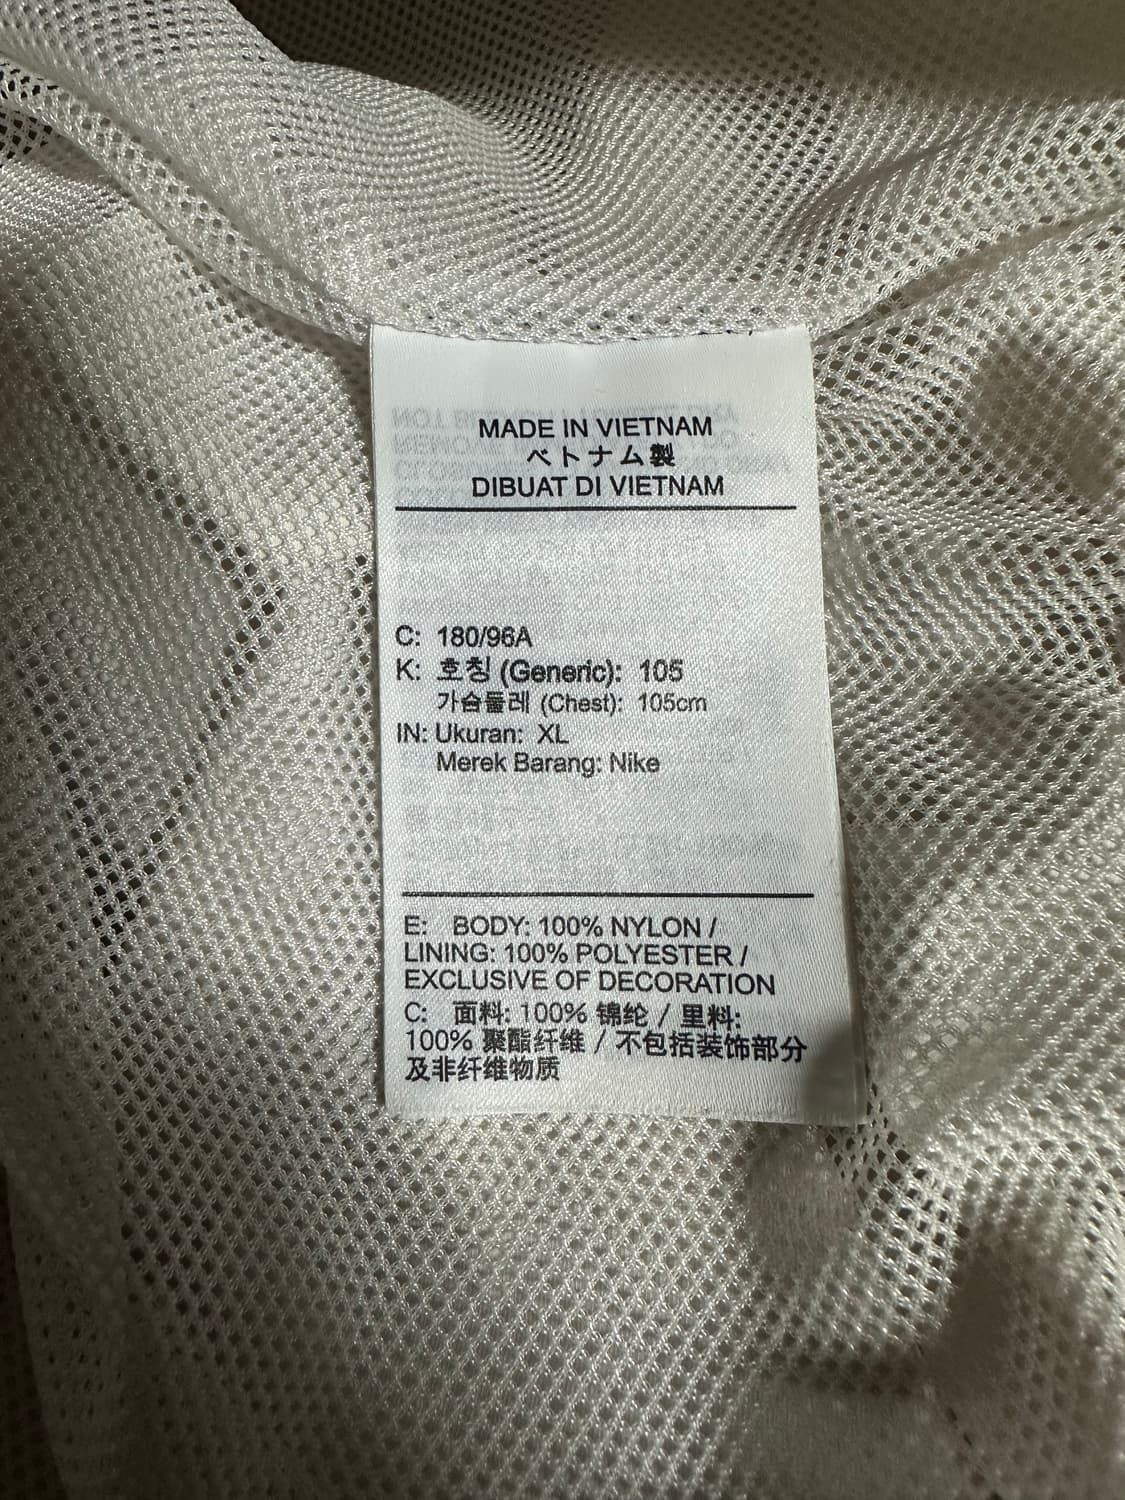 MADE IN VIETNAM
ベトナム製
DIBUAT DI VIETNAM
C: 180/96A
K: 호칭 (Generic): 105
가슴둘레 (Chest): 105cm
IN: Ukuran: XL
Merek Barang: Nike
E: BODY: 100% NYLON /
LINING: 100% POLYESTER /
EXCLUSIVE OF DECORATION
C: 面料: 100% 锦纶 / 里料:
100% 聚酯纤维 / 不包括装饰部分
及非纤维物质